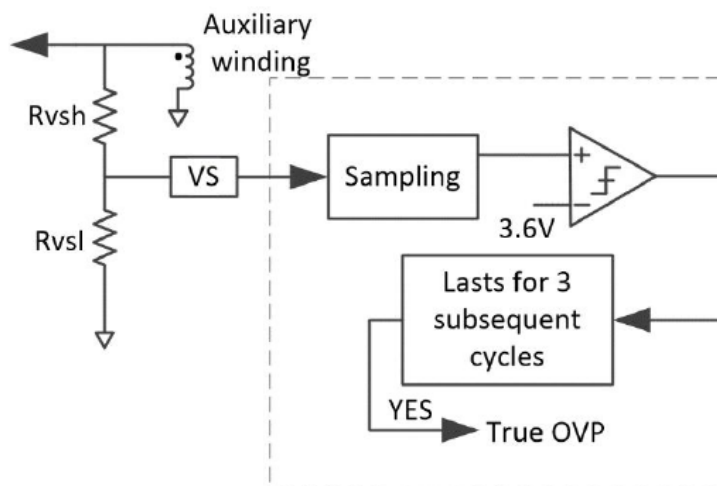 Auxiliary
winding
Rvsh
VS
Sampling
+
−
3.6V
Rvsl
Lasts for 3
subsequent
cycles
YES
True OVP